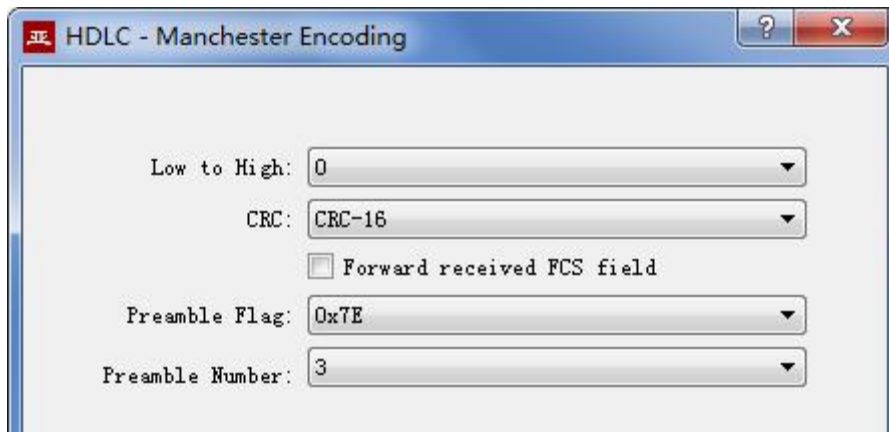 亚 HDLC - Manchester Encoding ? X
Low to High: 0
CRC: CRC-16
Forward received FCS field
Preamble Flag: 0x7E
Preamble Number: 3